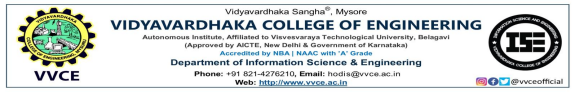 Vidyavardhaka Sangha®, Mysore
VIDYAVARDHAKA COLLEGE OF ENGINEERING
Autonomous Institute, Affiliated to Visvesvaraya Technological University, Belagavi
(Approved by AICTE, New Delhi & Government of Karnataka)
Accredited by NBA | NAAC with 'A' Grade
Department of Information Science & Engineering
Phone: +91 821-4276210, Email: hodis@vvce.ac.in
Web: http://www.vvce.ac.in
VVCE
ISE
@vvceofficial